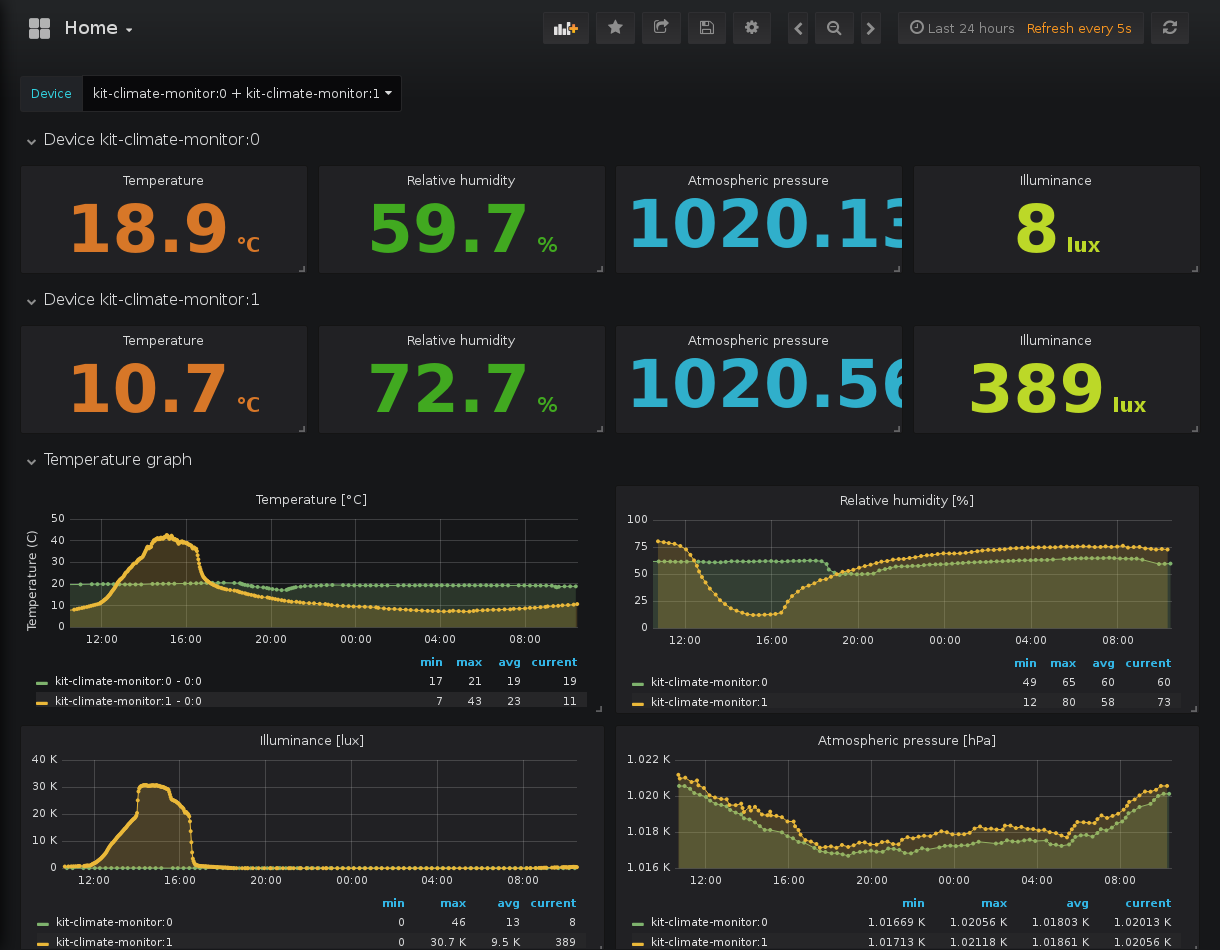 Home
Last 24 hours Refresh every 5s
Device kit-climate-monitor:0 + kit-climate-monitor:1
Device kit-climate-monitor:0
Temperature Relative humidity Atmospheric pressure Illuminance
18.9 °C 59.7 % 1020.13 8 lux
Device kit-climate-monitor:1
Temperature Relative humidity Atmospheric pressure Illuminance
10.7 °C 72.7 % 1020.56 389 lux
Temperature graph
Temperature [°C]
Temperature (C)
50
40
30
20
10
0
12:00 16:00 20:00 00:00 04:00 08:00
min max avg current
kit-climate-monitor:0 - 0:0 17 21 19 19
kit-climate-monitor:1 - 0:0 7 43 23 11
Relative humidity [%]
100
75
50
25
0
12:00 16:00 20:00 00:00 04:00 08:00
min max avg current
kit-climate-monitor:0 49 65 60 60
kit-climate-monitor:1 12 80 58 73
Illuminance [lux]
40 K
30 K
20 K
10 K
0
12:00 16:00 20:00 00:00 04:00 08:00
min max avg current
kit-climate-monitor:0 0 46 13 8
kit-climate-monitor:1 0 30.7 K 9.5 K 389
Atmospheric pressure [hPa]
1.022 K
1.020 K
1.018 K
1.016 K
12:00 16:00 20:00 00:00 04:00 08:00
min max avg current
kit-climate-monitor:0 1.01669 K 1.02056 K 1.01803 K 1.02013 K
kit-climate-monitor:1 1.01713 K 1.02118 K 1.01861 K 1.02056 K